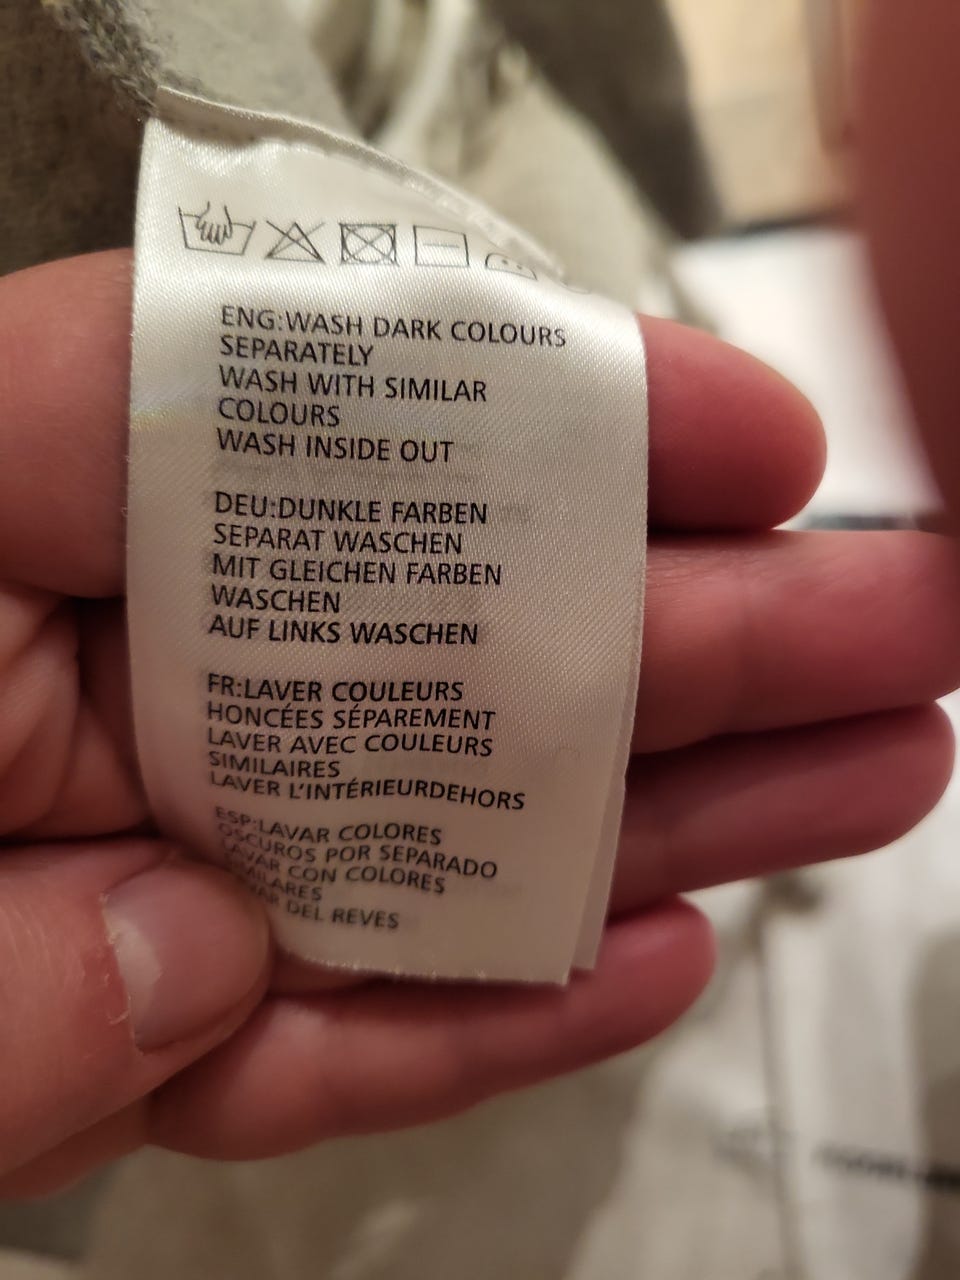 ENG:WASH DARK COLOURS
SEPARATELY
WASH WITH SIMILAR
COLOURS
WASH INSIDE OUT
DEU:DUNKLE FARBEN
SEPARAT WASCHEN
MIT GLEICHEN FARBEN
WASCHEN
AUF LINKS WASCHEN
FR:LAVER COULEURS
HONCÉES SÉPAREMENT
LAVER AVEC COULEURS
SIMILAIRES
LAVER L'INTÉRIEURDEHORS
ESP:LAVAR COLORES
OSCUROS POR SEPARADO
LAVAR CON COLORES
SIMILARES
DEL REVES